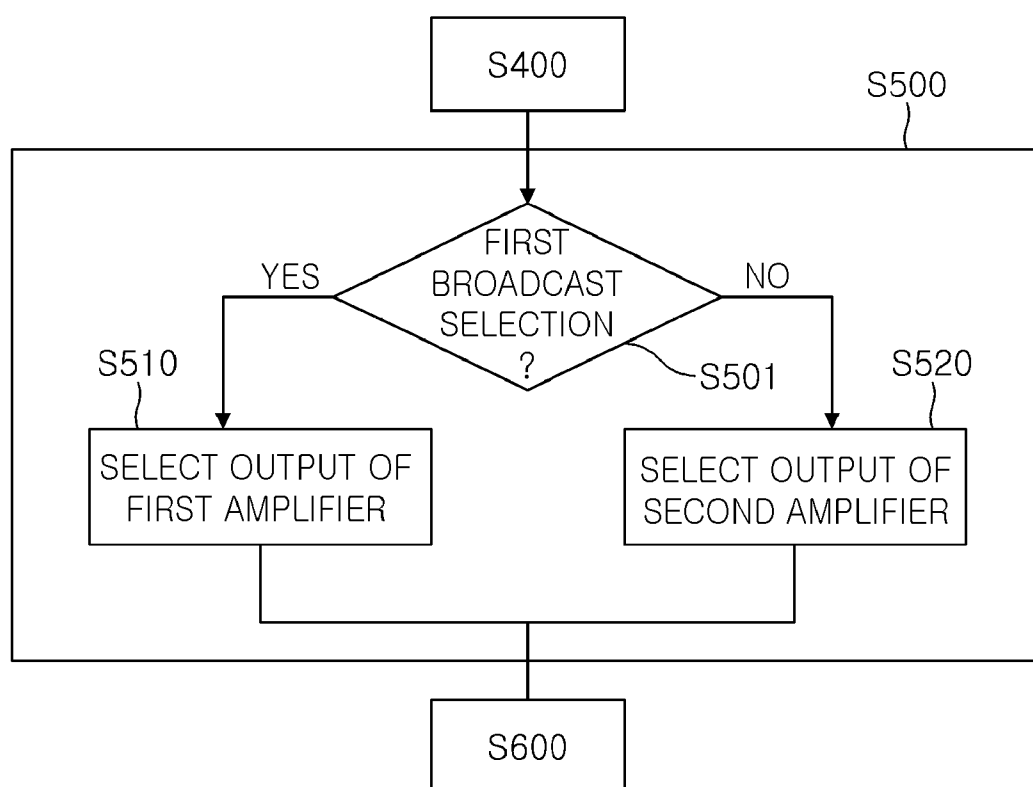 S400
S500
FIRST
BROADCAST
SELECTION
?
YES
NO
S501
S510
S520
SELECT OUTPUT OF
FIRST AMPLIFIER
SELECT OUTPUT OF
SECOND AMPLIFIER
S600